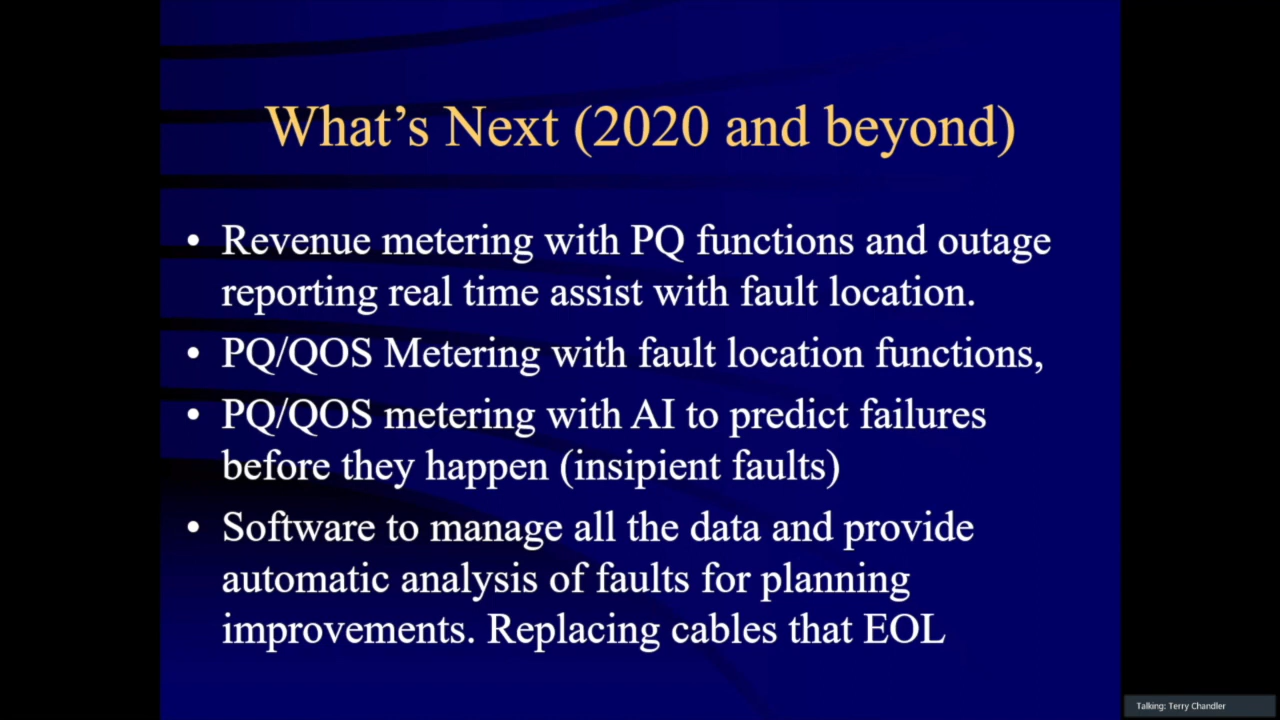 What's Next (2020 and beyond)
• Revenue metering with PQ functions and outage
reporting real time assist with fault location.
• PQ/QOS Metering with fault location functions,
• PQ/QOS metering with AI to predict failures
before they happen (insipient faults)
• Software to manage all the data and provide
automatic analysis of faults for planning
improvements. Replacing cables that EOL
Talking: Terry Chandler